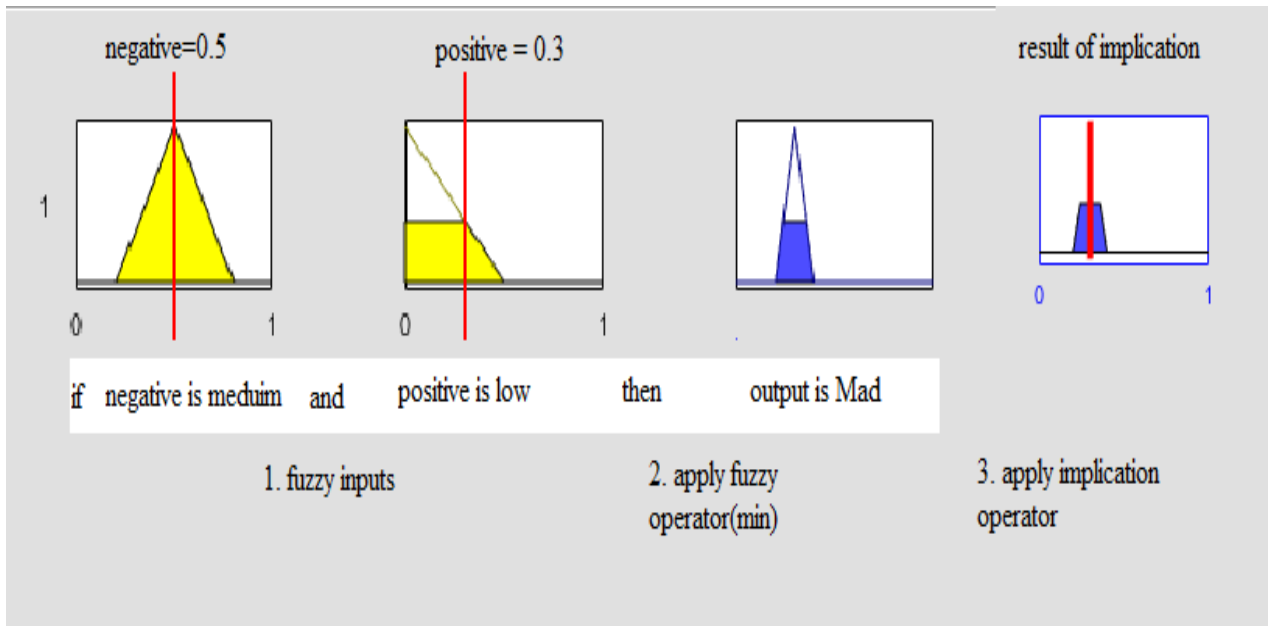 negative=0.5
positive = 0.3
result of implication
1
0
1
0
1
0
1
if negative is meduim and positive is low then output is Mad
1. fuzzy inputs
2. apply fuzzy
operator(min)
3. apply implication
operator